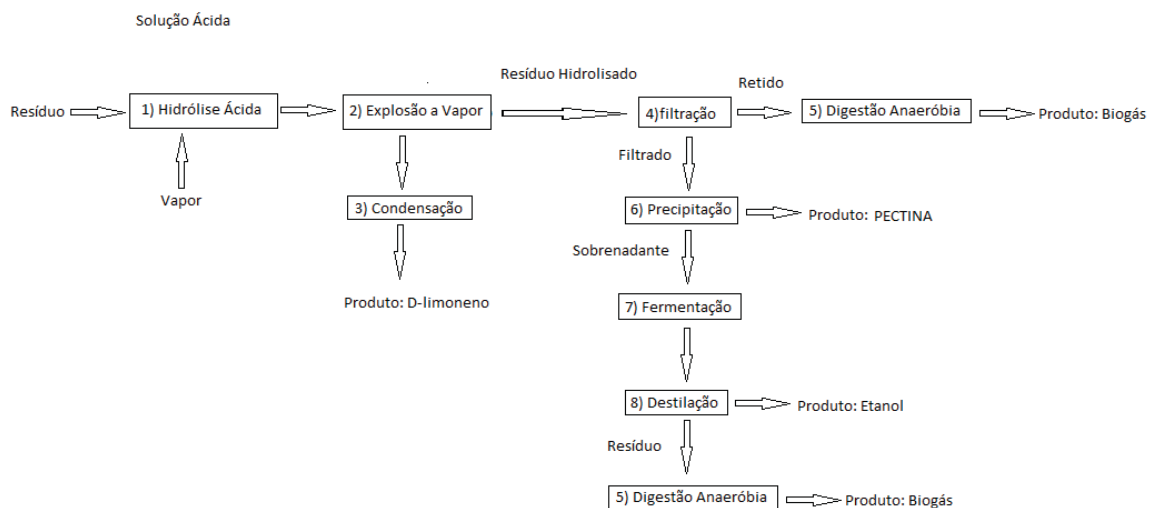 Solução Ácida
Resíduo Hidrolisado
Retido
Resíduo
1) Hidrólise Ácida
2) Explosão a Vapor
4)filtração
5) Digestão Anaeróbia
Produto: Biogás
Filtrado
Vapor
3) Condensação
6) Precipitação
Produto: PECTINA
Sobrenadante
Produto: D-limoneno
7) Fermentação
8) Destilação
Produto: Etanol
Resíduo
5) Digestão Anaeróbia
Produto: Biogás